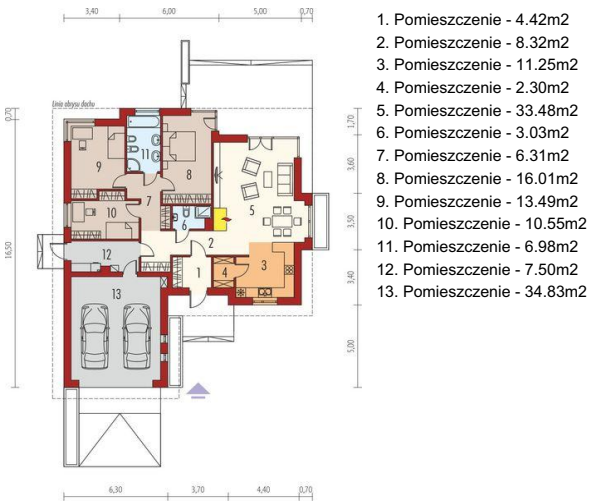 3,40 6,00 5,00 0,70
Linia obrysu dachu
0,70
16,50
1,70
3,60
3,50
3,40
5,00
9
11
8
10
7
6
5
2
12
1
4
3
13
6,30 3,70 4,40 0,70
1. Pomieszczenie - 4.42m2
2. Pomieszczenie - 8.32m2
3. Pomieszczenie - 11.25m2
4. Pomieszczenie - 2.30m2
5. Pomieszczenie - 33.48m2
6. Pomieszczenie - 3.03m2
7. Pomieszczenie - 6.31m2
8. Pomieszczenie - 16.01m2
9. Pomieszczenie - 13.49m2
10. Pomieszczenie - 10.55m2
11. Pomieszczenie - 6.98m2
12. Pomieszczenie - 7.50m2
13. Pomieszczenie - 34.83m2